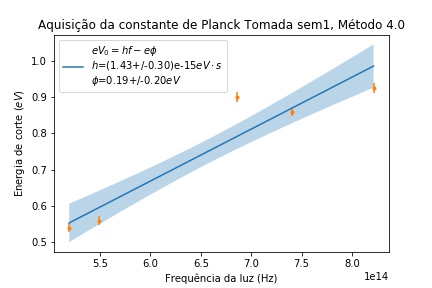 Aquisição da constante de Planck Tomada sem1, Método 4.0
eV₀ = hf − eϕ
h=(1.43+/-0.30)e-15eV · s
ϕ=0.19+/-0.20eV
Energia de corte (eV)
1.0
0.9
0.8
0.7
0.6
0.5
5.5 6.0 6.5 7.0 7.5 8.0
1e14
Frequência da luz (Hz)